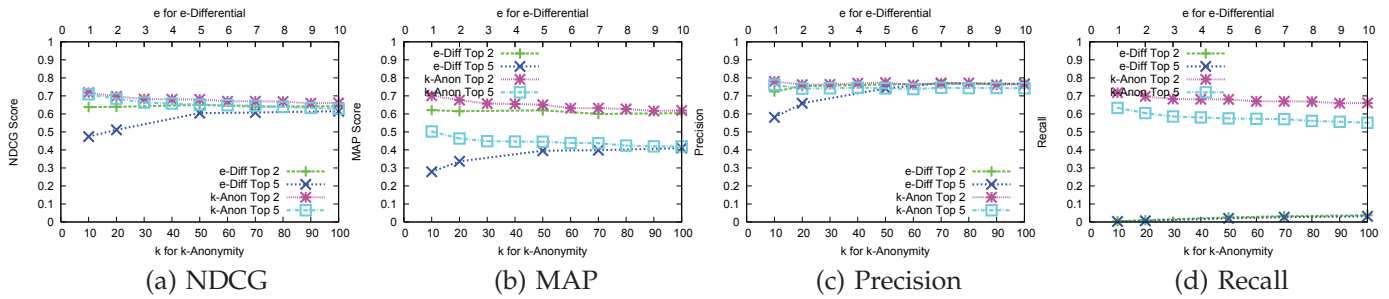 e for e-Differential
0 1 2 3 4 5 6 7 8 9 10
NDCG Score
1
0.9
0.8
0.7
0.6
0.5
0.4
0.3
0.2
0.1
0
e-Diff Top 2
e-Diff Top 5
k-Anon Top 2
k-Anon Top 5
0 10 20 30 40 50 60 70 80 90 100
k for k-Anonymity
(a) NDCG
e for e-Differential
0 1 2 3 4 5 6 7 8 9 10
MAP Score
1
0.9
0.8
0.7
0.6
0.5
0.4
0.3
0.2
0.1
0
e-Diff Top 2
e-Diff Top 5
k-Anon Top 2
k-Anon Top 5
0 10 20 30 40 50 60 70 80 90 100
k for k-Anonymity
(b) MAP
e for e-Differential
0 1 2 3 4 5 6 7 8 9 10
Precision
1
0.9
0.8
0.7
0.6
0.5
0.4
0.3
0.2
0.1
0
e-Diff Top 2
e-Diff Top 5
k-Anon Top 2
k-Anon Top 5
0 10 20 30 40 50 60 70 80 90 100
k for k-Anonymity
(c) Precision
e for e-Differential
0 1 2 3 4 5 6 7 8 9 10
Recall
1
0.9
0.8
0.7
0.6
0.5
0.4
0.3
0.2
0.1
0
e-Diff Top 2
e-Diff Top 5
k-Anon Top 2
k-Anon Top 5
0 10 20 30 40 50 60 70 80 90 100
k for k-Anonymity
(d) Recall